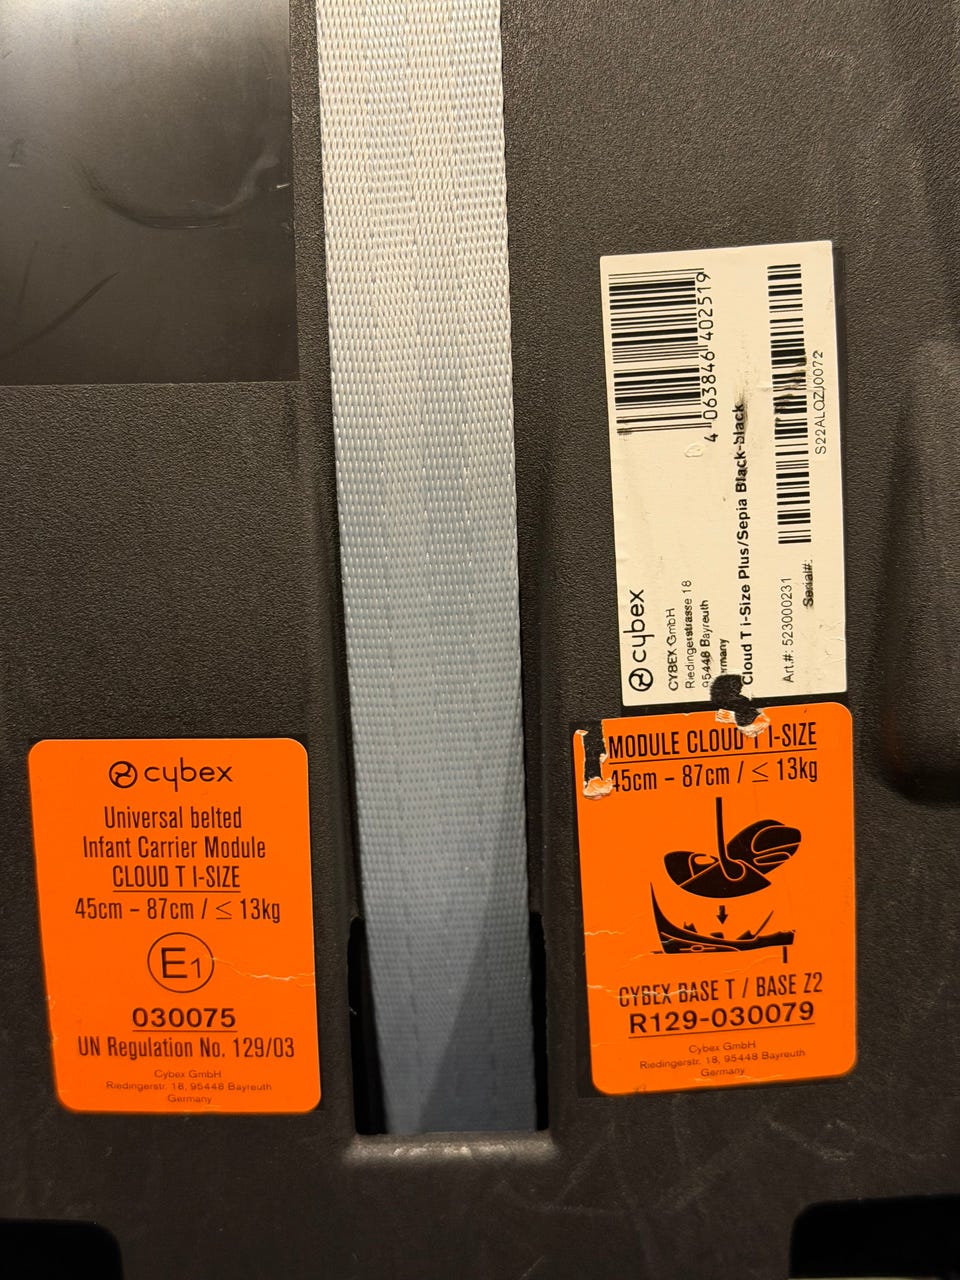 cybex
Universal belted
Infant Carrier Module
CLOUD T I-SIZE
45cm – 87cm / ≤ 13kg
E1
030075
UN Regulation No. 129/03
Cybex GmbH
Riedingerstr. 18, 95448 Bayreuth
Germany
cybex
CYBEX GmbH
Riedingerstrasse 18
95448 Bayreuth
4 063846 402519
Cloud T i-Size Plus/Sepia Black-black
Art.#: 523000231
Serial#:
S22ALQZJ0072
MODULE CLOUD T I-SIZE
45cm – 87cm / ≤ 13kg
CYBEX BASE T / BASE Z2
R129-030079
Cybex GmbH
Riedingerstr. 18, 95448 Bayreuth
Germany